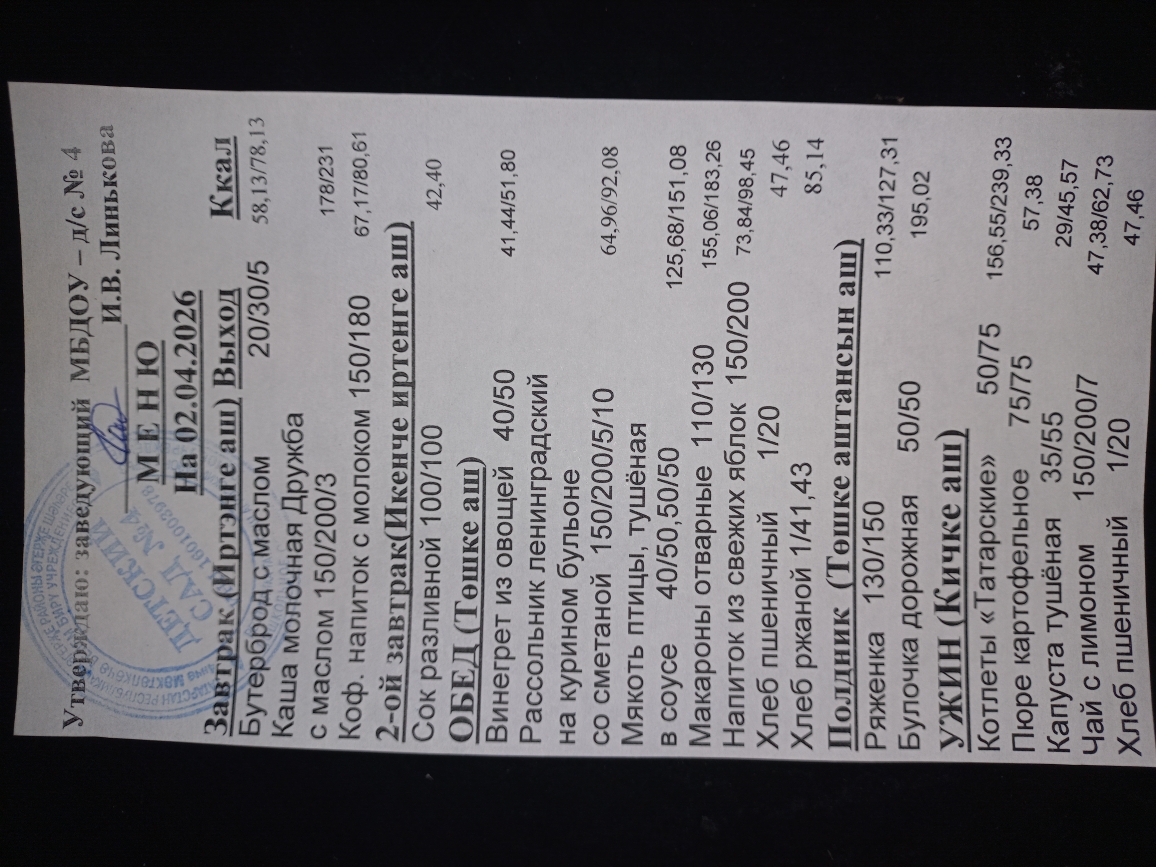 Утверждаю: заведующий МБДОУ – д/с № 4
И.В. Линькова
М Е Н Ю
На 02.04.2026
Завтрак (Иртэнге аш) Выход Ккал
Бутерброд с маслом 20/30/5 58,13/78,13
Каша молочная Дружба
с маслом 150/200/3 178/231
Коф. напиток с молоком 150/180 67,17/80,61
2-ой завтрак(Икенче иртенге аш)
Сок разливной 100/100 42,40
ОБЕД (Төшке аш)
Винегрет из овощей 40/50 41,44/51,80
Расссольник ленинградский
на курином бульоне
со сметаной 150/200/5/10 64,96/92,08
Мякоть птицы, тушёная
в соусе 40/50,50/50 125,68/151,08
Макароны отварные 110/130 155,06/183,26
Напиток из свежих яблок 150/200 73,84/98,45
Хлеб пшеничный 1/20 47,46
Хлеб ржаной 1/41,43 85,14
Полдник (Төшке аштансын аш)
Ряженка 130/150 110,33/127,31
Булочка дорожная 50/50 195,02
УЖИН (Кичке аш)
Котлеты «Татарские» 50/75 156,55/239,33
Пюре картофельное 75/75 57,38
Капуста тушёная 35/55 29/45,57
Чай с лимоном 150/200/7 47,38/62,73
Хлеб пшеничный 1/20 47,46
ДЕТСКИЙ
САД №4